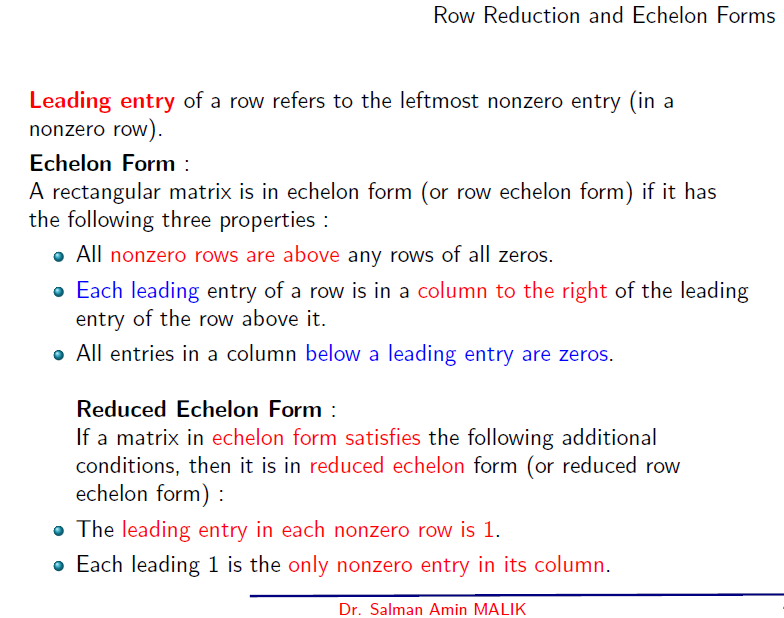 Row Reduction and Echelon Forms
Leading entry of a row refers to the leftmost nonzero entry (in a
nonzero row).
Echelon Form :
A rectangular matrix is in echelon form (or row echelon form) if it has
the following three properties :
All nonzero rows are above any rows of all zeros.
Each leading entry of a row is in a column to the right of the leading
entry of the row above it.
All entries in a column below a leading entry are zeros.
Reduced Echelon Form :
If a matrix in echelon form satisfies the following additional
conditions, then it is in reduced echelon form (or reduced row
echelon form) :
The leading entry in each nonzero row is 1.
Each leading 1 is the only nonzero entry in its column.
Dr. Salman Amin MALIK